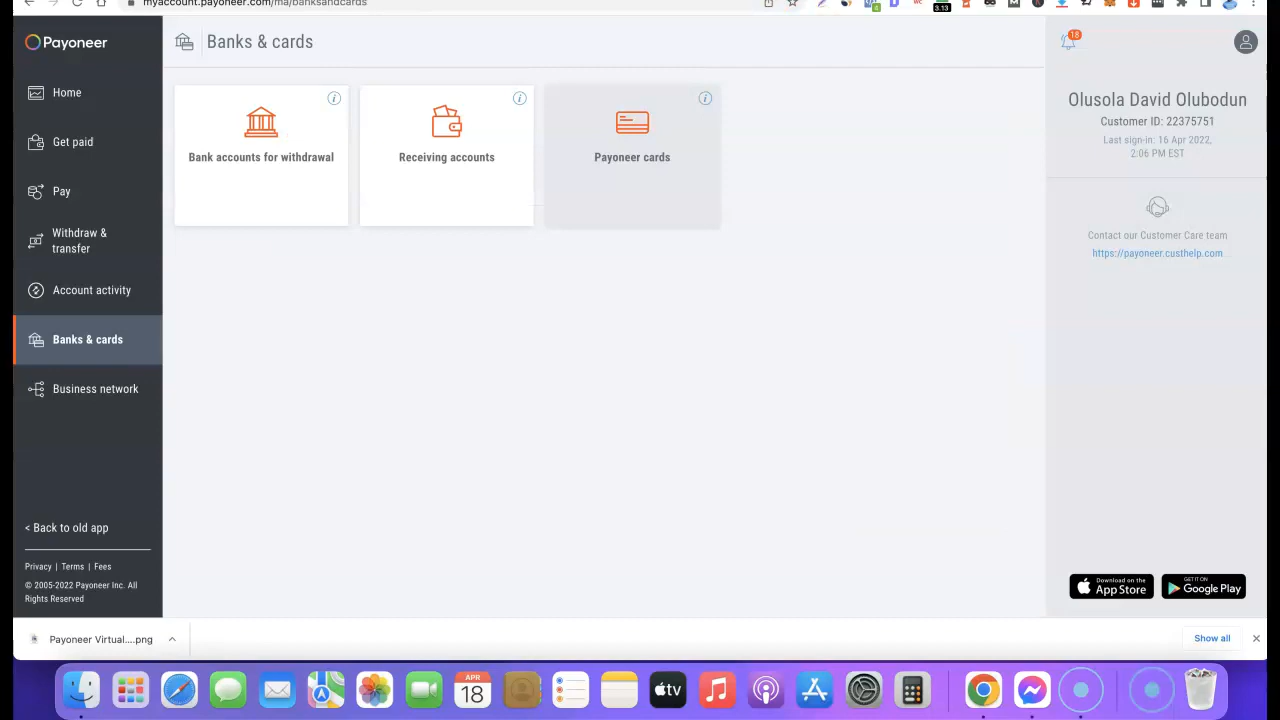 myaccount.payoneer.com/ma/banksandcards
4
3.13
Payoneer
Banks & cards
18
Home
Get paid
Pay
Withdraw &
transfer
Account activity
Banks & cards
Business network
Bank accounts for withdrawal
Receiving accounts
Payoneer cards
Olusola David Olubodun
Customer ID: 22375751
Last sign-in: 16 Apr 2022,
2:06 PM EST
Contact our Customer Care team
https://payoneer.custhelp.com
< Back to old app
Privacy | Terms | Fees
© 2005-2022 Payoneer Inc. All
Rights Reserved
Download on the
App Store
GET IT ON
Google Play
Payoneer Virtual....png
Show all
APR
18
tv